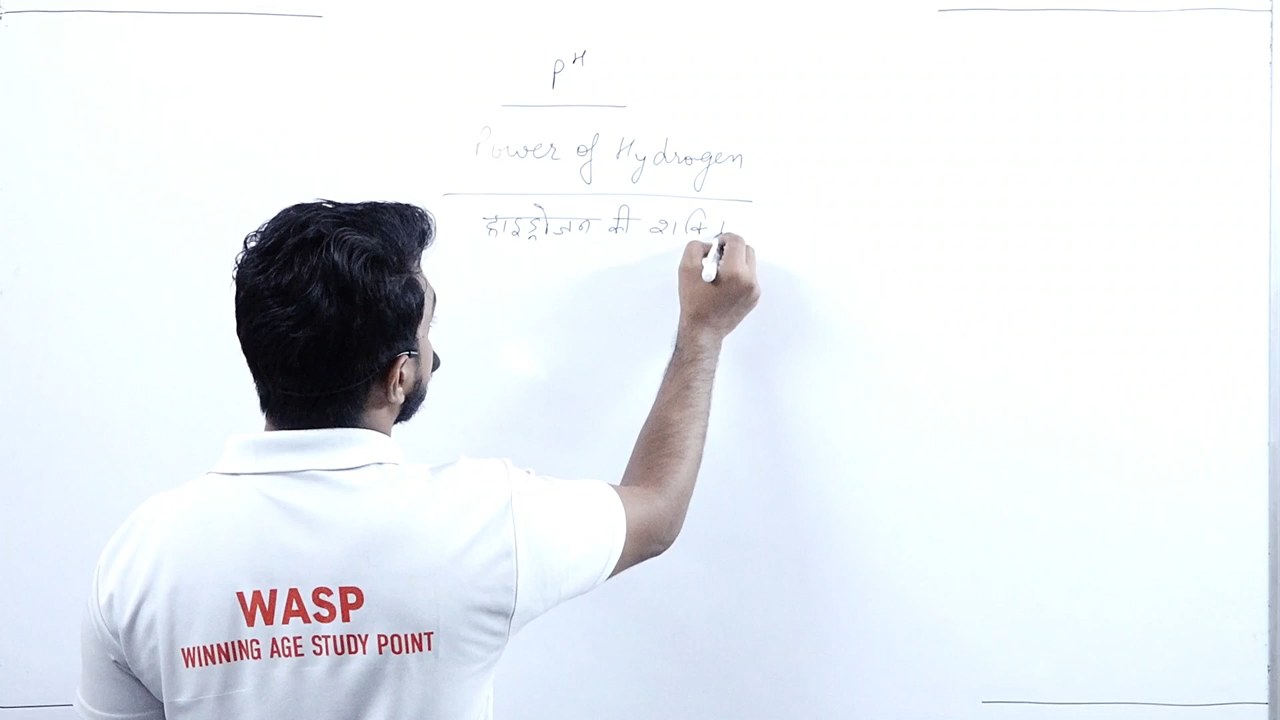 pH
Power of Hydrogen
हाइड्रोजन की शक्ति
WASP
WINNING AGE STUDY POINT